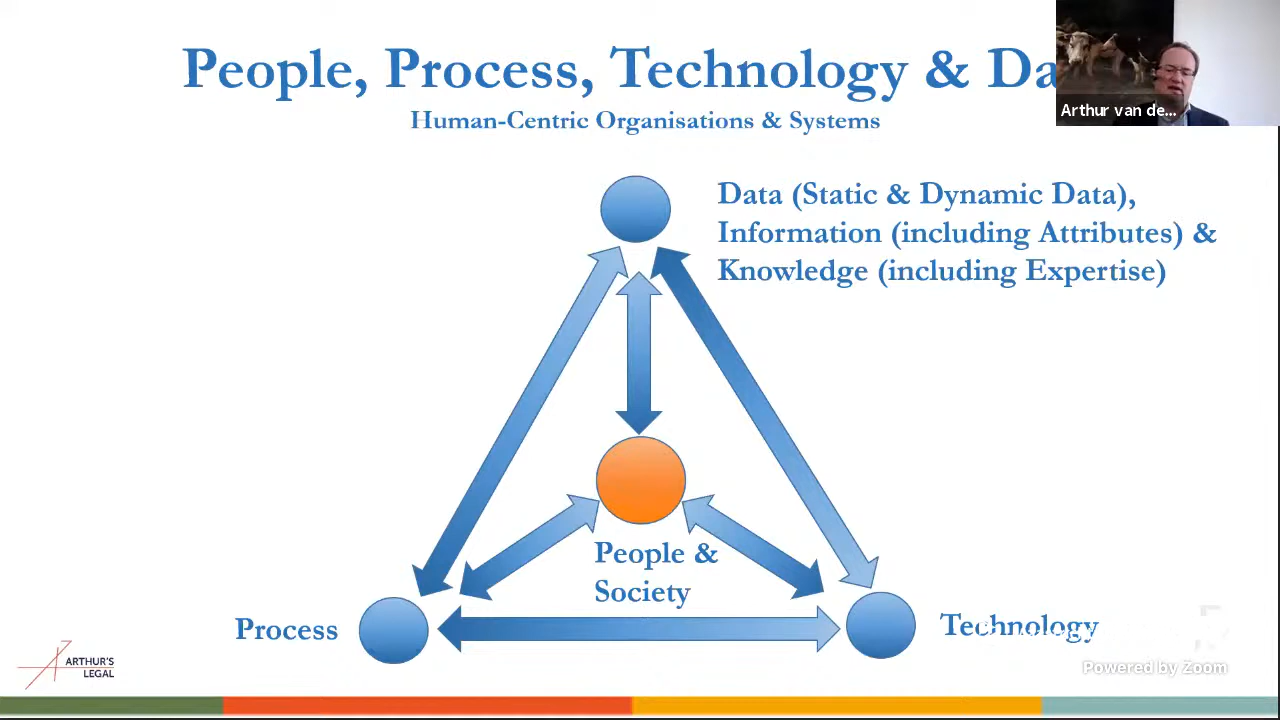 People, Process, Technology & Da
Human-Centric Organisations & Systems
Arthur van de...
Data (Static & Dynamic Data),
Information (including Attributes) &
Knowledge (including Expertise)
People &
Society
Process
Technology
ARTHUR'S
LEGAL
Powered by Zoom